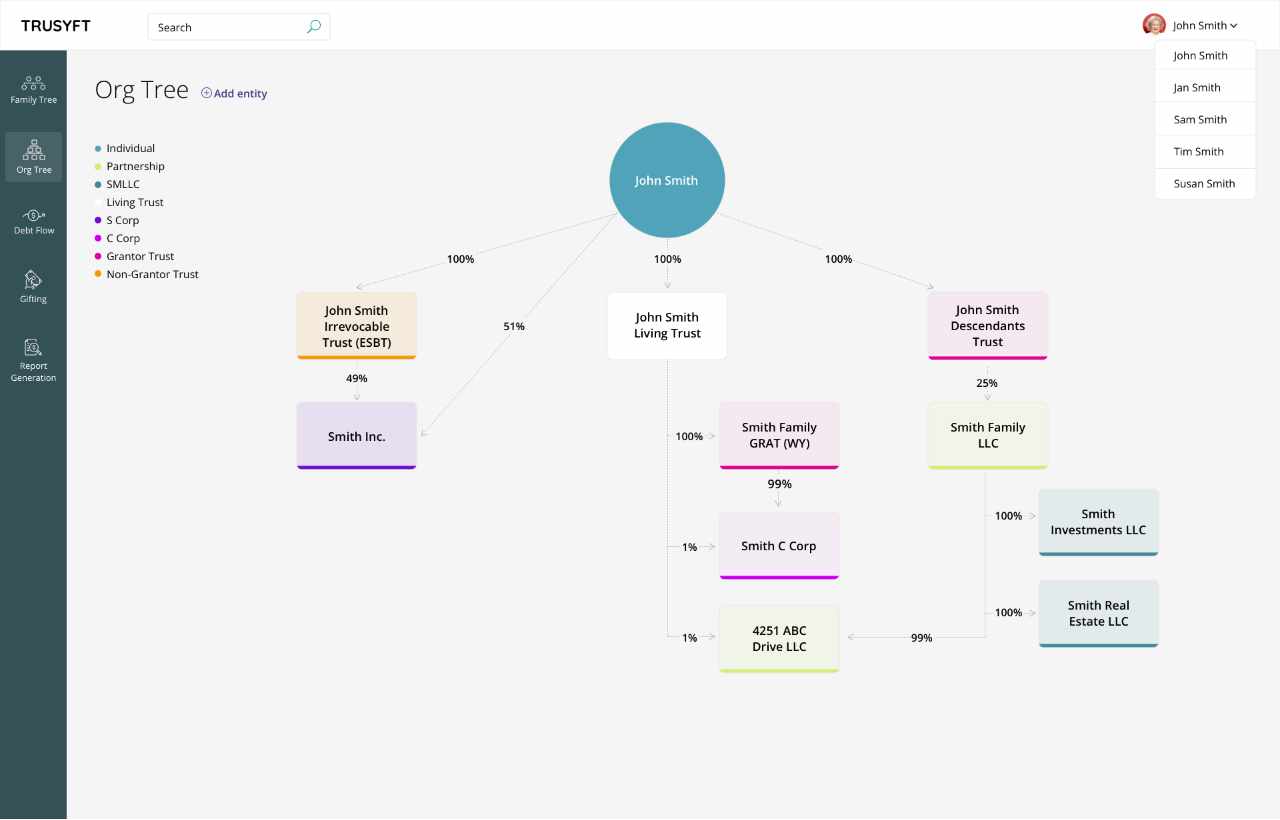 TRUSYFT
Search
John Smith
John Smith
Jan Smith
Sam Smith
Tim Smith
Susan Smith
Family Tree
Org Tree
Debt Flow
Gifting
Report
Generation
Org Tree
Add entity
Individual
Partnership
SMLLC
Living Trust
S Corp
C Corp
Grantor Trust
Non-Grantor Trust
John Smith
100%
100%
100%
51%
John Smith
Irrevocable
Trust (ESBT)
John Smith
Living Trust
John Smith
Descendants
Trust
49%
25%
Smith Inc.
100%
Smith Family
GRAT (WY)
Smith Family
LLC
99%
100%
Smith
Investments LLC
1%
Smith C Corp
100%
Smith Real
Estate LLC
1%
4251 ABC
Drive LLC
99%